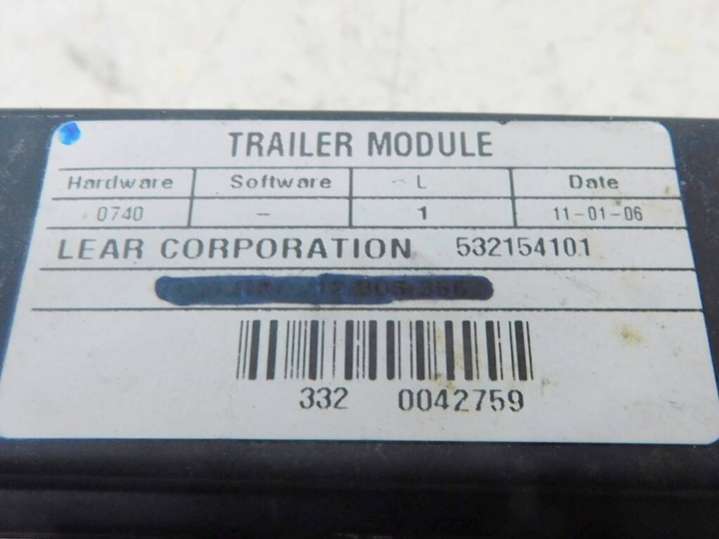 TRAILER MODULE
Hardware Software L Date
0740 – 1 11-01-06
LEAR CORPORATION 532154101
332 0042759